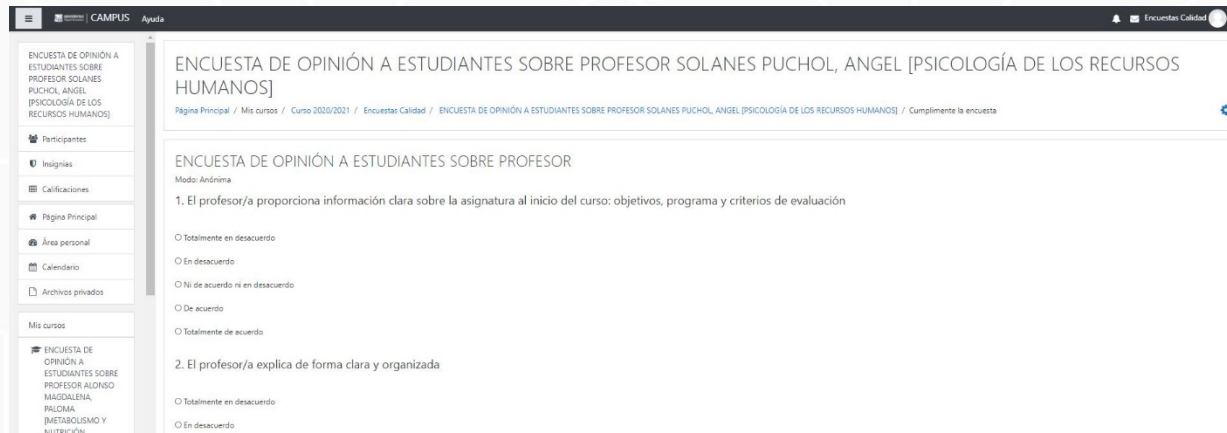 CAMPUS Ayuda
Encuestas Calidad
ENCUESTA DE OPINIÓN A
ESTUDIANTES SOBRE
PROFESOR SOLANES
PUCHOL, ANGEL
[PSICOLOGÍA DE LOS
RECURSOS HUMANOS]
Participantes
Insignias
Calificaciones
Página Principal
Área personal
Calendario
Archivos privados
Mis cursos
ENCUESTA DE
OPINIÓN A
ESTUDIANTES SOBRE
PROFESOR ALONSO
MAGDALENA,
PALOMA
[METABOLISMO Y
NUTRICIÓN
ENCUESTA DE OPINIÓN A ESTUDIANTES SOBRE PROFESOR SOLANES PUCHOL, ANGEL [PSICOLOGÍA DE LOS RECURSOS
HUMANOS]
Página Principal / Mis cursos / Curso 2020/2021 / Encuestas Calidad / ENCUESTA DE OPINIÓN A ESTUDIANTES SOBRE PROFESOR SOLANES PUCHOL, ANGEL [PSICOLOGÍA DE LOS RECURSOS HUMANOS] / Cumplimente la encuesta
ENCUESTA DE OPINIÓN A ESTUDIANTES SOBRE PROFESOR
Modo: Anónima
1. El profesor/a proporciona información clara sobre la asignatura al inicio del curso: objetivos, programa y criterios de evaluación
Totalmente en desacuerdo
En desacuerdo
Ni de acuerdo ni en desacuerdo
De acuerdo
Totalmente de acuerdo
2. El profesor/a explica de forma clara y organizada
Totalmente en desacuerdo
En desacuerdo